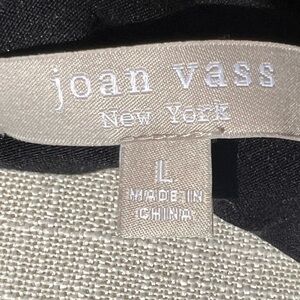 joan vass
New York
L
MADE IN
CHINA